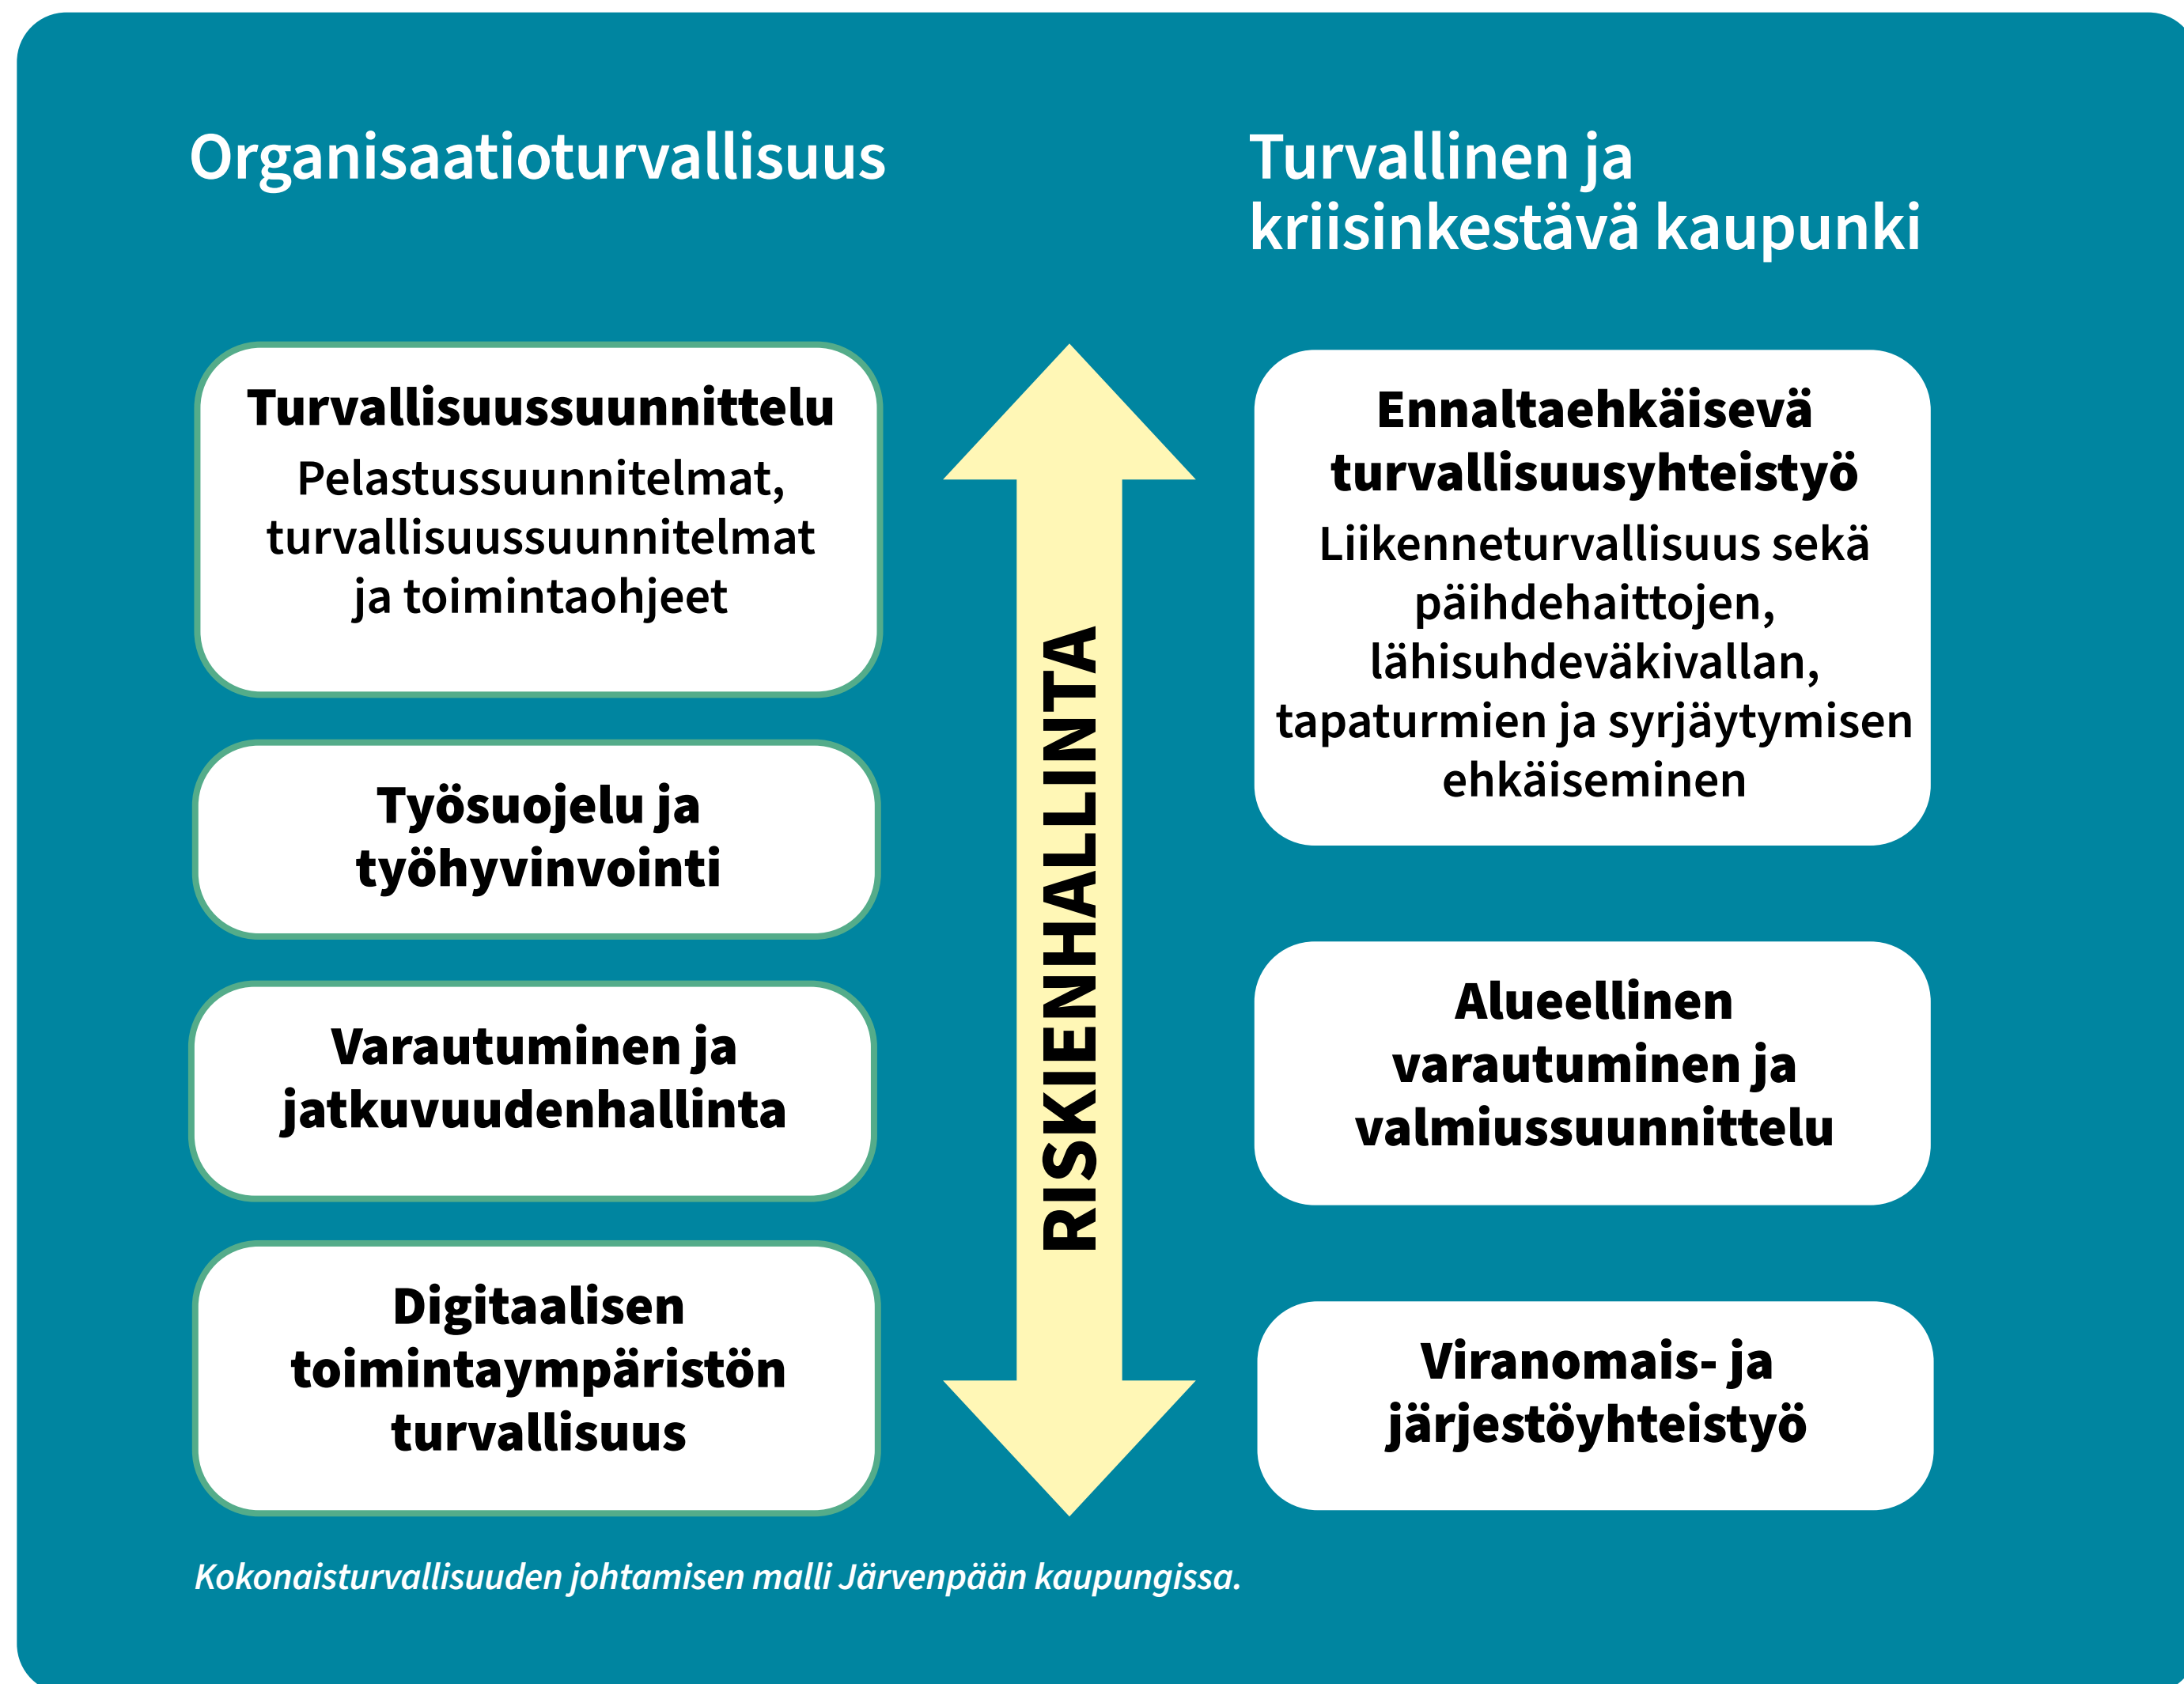 Organisaatioturvallisuus
Turvallisuussuunnittelu
Pelastussuunnitelmat,
turvallisuussuunnitelmat
ja toimintaohjeet
Työsuojelu ja
työhyvinvointi
Varautuminen ja
jatkuvuudenhallinta
Digitaalisen
toimintaympäristön
turvallisuus
RISKIENHALLINTA
Turvallinen ja
kriisinkestävä kaupunki
Ennaltaehkäisevä
turvallisuusyhteistyö
Liikenneturvallisuus sekä
päihdehaittojen,
lähisuhdeväkivallan,
tapaturmien ja syrjäytymisen
ehkäiseminen
Alueellinen
varautuminen ja
valmiussuunnittelu
Viranomais- ja
järjestöyhteistyö
Kokonaisturvallisuuden johtamisen malli Järvenpään kaupungissa.